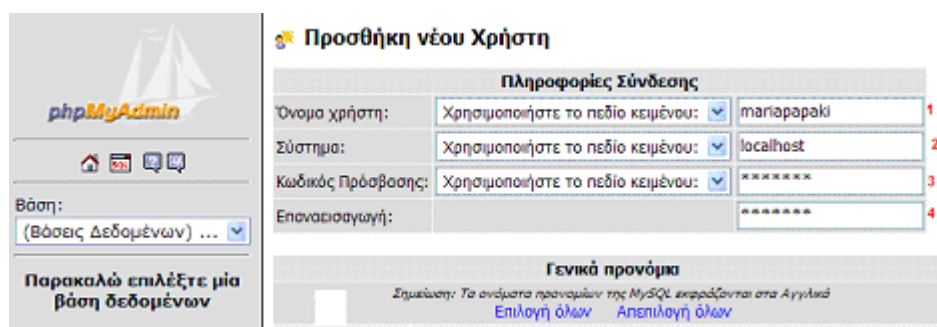 phpMyAdmin
Βάση:
(Βάσεις Δεδομένων) ...
Παρακαλώ επιλέξτε μία
βάση δεδομένων
Προσθήκη νέου Χρήστη
Πληροφορίες Σύνδεσης
Όνομα χρήστη: Χρησιμοποιήστε το πεδίο κειμένου: mariapapaki 1
Σύστημα: Χρησιμοποιήστε το πεδίο κειμένου: localhost 2
Κωδικός Πρόσβασης: Χρησιμοποιήστε το πεδίο κειμένου: ******* 3
Επαναεισαγωγή: ******* 4
Γενικά προνόμια
Σημείωση: Τα ονόματα προνομίων της MySQL εκφράζονται στα Αγγλικά
Επιλογή όλων Απεπιλογή όλων